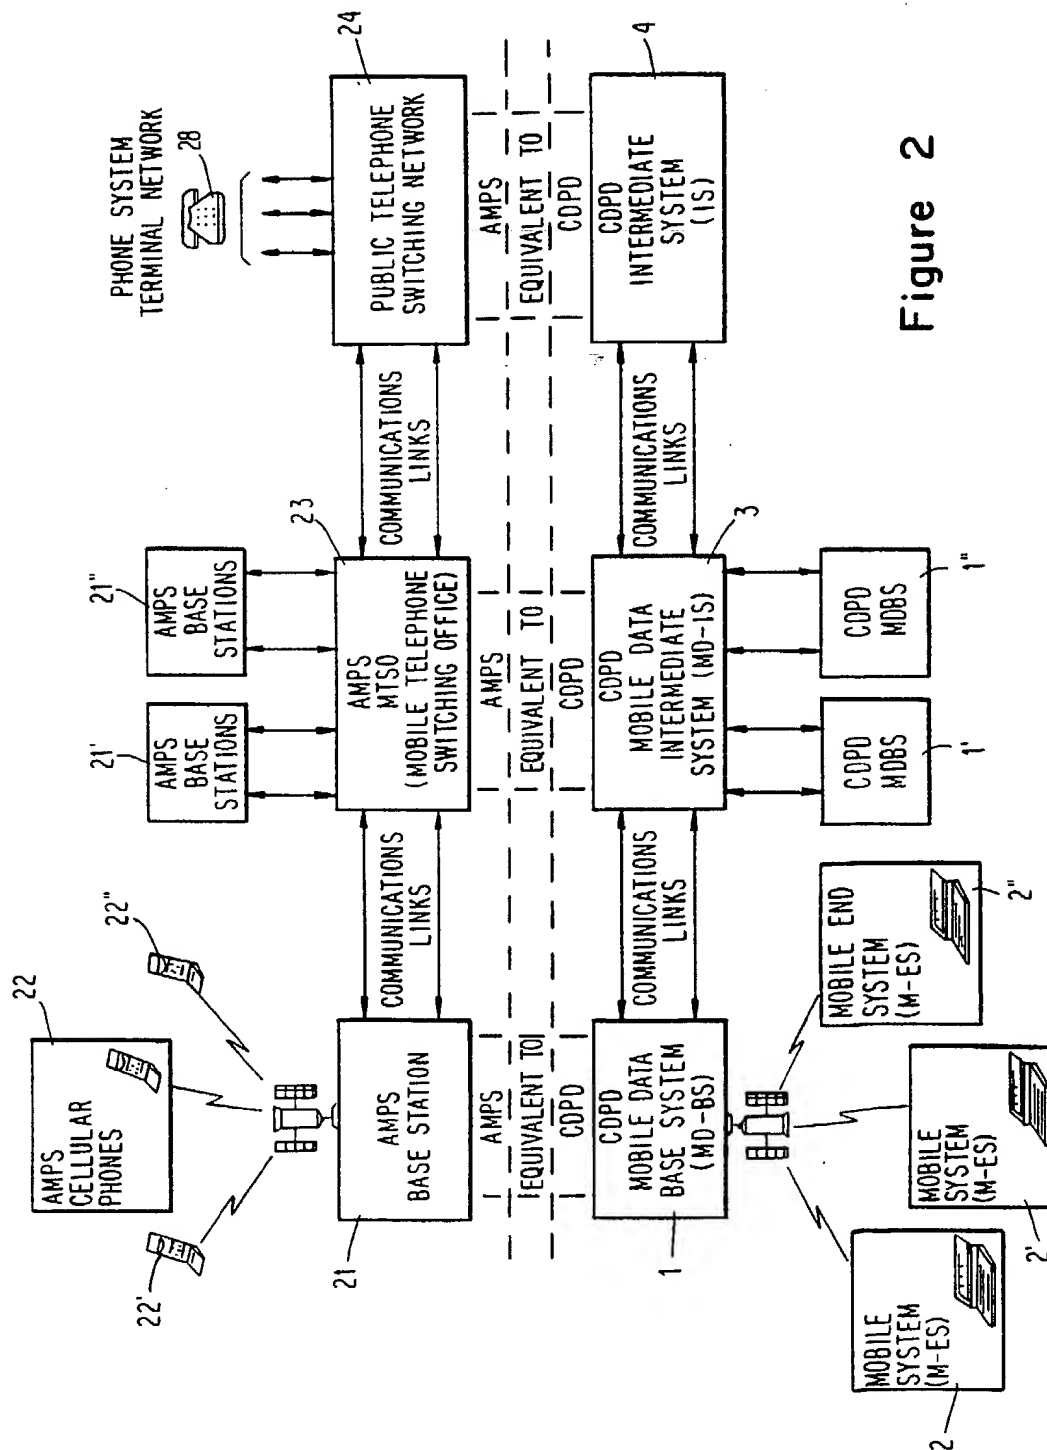 PHONE SYSTEM
TERMINAL NETWORK
28
24
PUBLIC TELEPHONE
SWITCHING NETWORK
21'
AMPS
BASE
STATIONS
21"
AMPS
BASE
STATIONS
23
AMPS
MTSO
(MOBILE TELEPHONE
SWITCHING OFFICE)
COMMUNICATIONS
LINKS
COMMUNICATIONS
LINKS
22
AMPS
CELLULAR
PHONES
22'
22"
21
AMPS
BASE STATION
AMPS
EQUIVALENT TO
CDPD
AMPS
EQUIVALENT TO
CDPD
AMPS
EQUIVALENT TO
CDPD
1
CDPD
MOBILE DATA
BASE SYSTEM
(MD-BS)
COMMUNICATIONS
LINKS
CDPD
MOBILE DATA
INTERMEDIATE
SYSTEM (MD-IS)
3
COMMUNICATIONS
LINKS
CDPD
INTERMEDIATE
SYSTEM
(IS)
4
MOBILE
SYSTEM
(M-ES)
2
MOBILE
SYSTEM
(M-ES)
2'
MOBILE END
SYSTEM
(M-ES)
2"
CDPD
MDBS
1'
CDPD
MDBS
1"
Figure 2